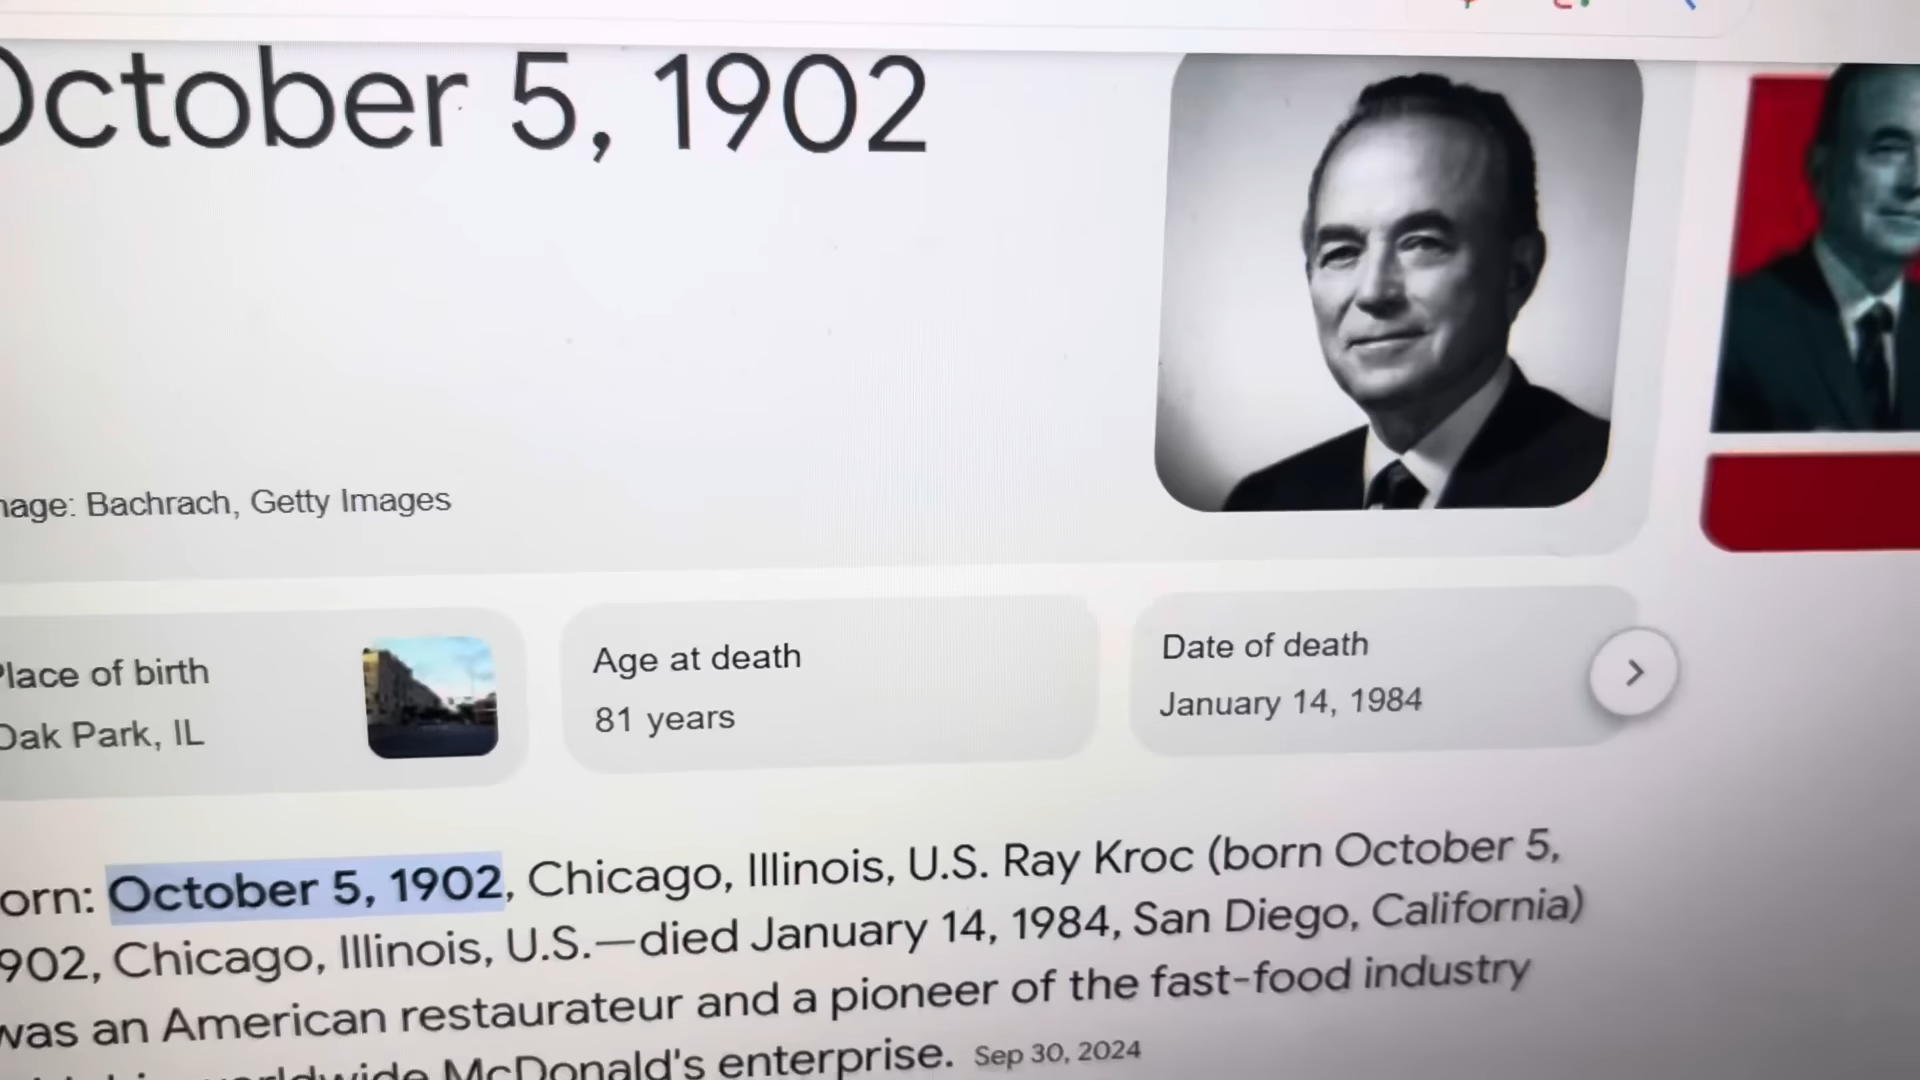 October 5, 1902
mage: Bachrach, Getty Images
Place of birth
Oak Park, IL
Age at death
81 years
Date of death
January 14, 1984
orn: October 5, 1902, Chicago, Illinois, U.S. Ray Kroc (born October 5,
902, Chicago, Illinois, U.S.—died January 14, 1984, San Diego, California)
was an American restaurateur and a pioneer of the fast-food industry
worldwide McDonald's enterprise. Sep 30, 2024